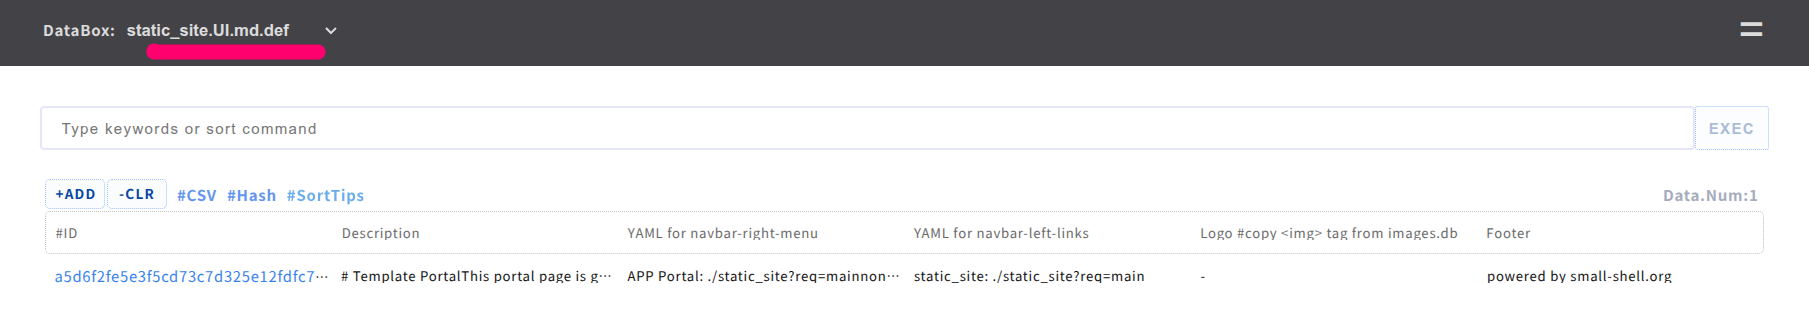 DataBox: static_site.UI.md.def
Type keywords or sort command
EXEC
+ADD -CLR #CSV #Hash #SortTips Data.Num:1
#ID Description YAML for navbar-right-menu YAML for navbar-left-links Logo #copy <img> tag from images.db Footer
a5d6f2fe5e3f5cd73c7d325e12fdfc7··· # Template PortalThis portal page is g··· APP Portal: ./static_site?req=mainnon··· static_site: ./static_site?req=main - powered by small-shell.org